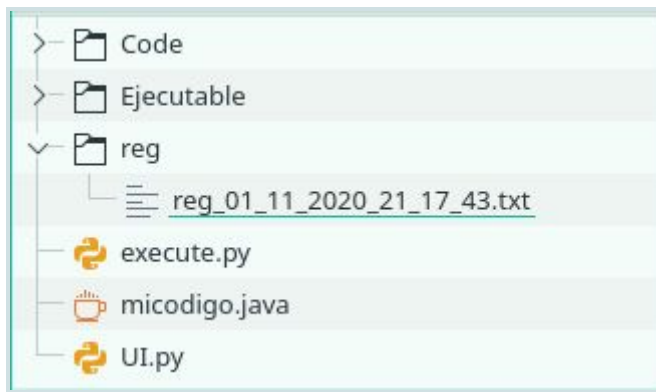 Code
Ejecutable
reg
reg_01_11_2020_21_17_43.txt
execute.py
micodigo.java
UI.py